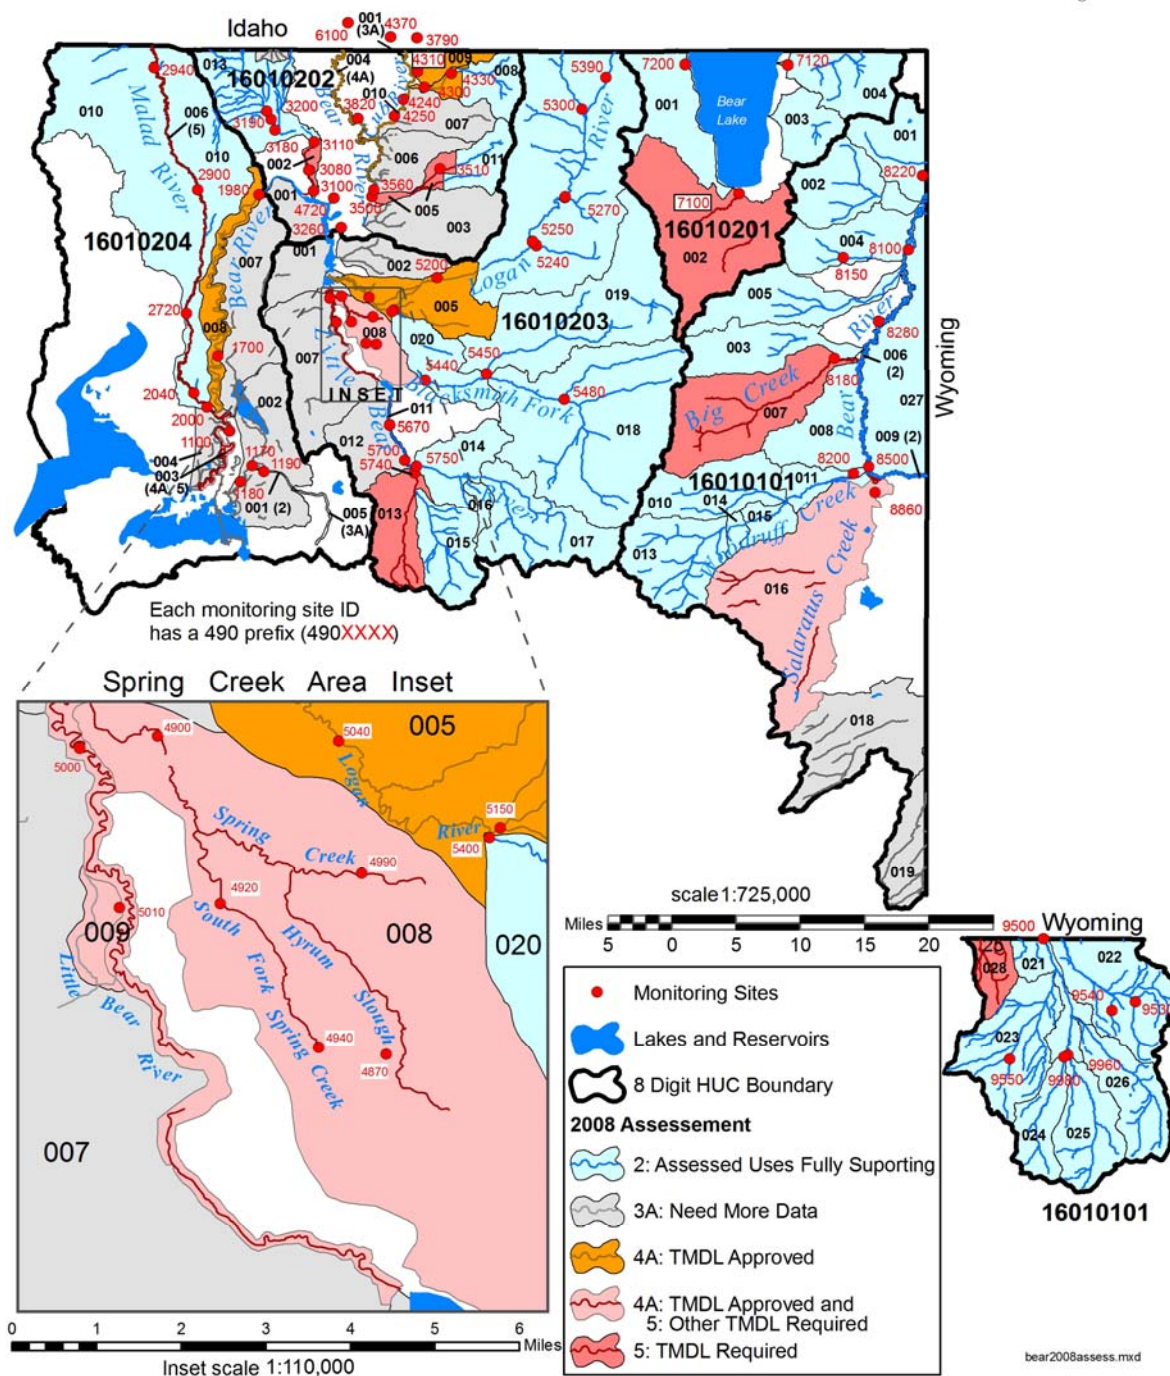 Idaho
001
(3A)
4370
6100
3790
2940
013
16010202
004
(4A)
4310
009
4330
008
4300
5390
7200
7120
010
006
(5)
Malad
River
3200
3190
3180
Bear
River
3820
Cub River
010
4240
4250
007
5300
River
001
Bear
Lake
004
003
001
010
2900
1980
002
3110
3080
3100
001
4720
3260
3560
3500
006
011
3510
005
003
5270
5250
5240
Logan
7100
16010201
002
002
8220
004
8100
8150
16010204
Bear River
007
001
002
5200
005
16010203
019
005
River
8280
Wyoming
2720
008
1700
007
Little
008
020
5450
5440
003
006
(2)
8180
Big Creek
007
Bear
027
2040
2000
002
INSET
Blacksmith Fork
5480
011
5670
Bear
012
014
018
008
009 (2)
1100
004
003
(4A, 5)
1170
1190
1180
001 (2)
5700
5740
5750
8200
8500
16010101
011
8860
005
(3A)
013
016
River
015
017
010
014
015
Woodruff Creek
013
016
Salaratus Creek
Each monitoring site ID
has a 490 prefix (490XXXX)
018
019
Spring Creek Area Inset
4900
5000
5040
005
Logan
River
5150
5400
Spring
Creek
4990
4920
South
Fork
Spring
Creek
Hyrum
Slough
008
020
5010
009
Little
Bear
River
4940
4870
007
0 1 2 3 4 5 6 Miles
Inset scale 1:110,000
scale 1:725,000
Miles
5 0 5 10 15 20 25
9500
Wyoming
028
021
022
9540
9530
023
9550
9980
9960
026
024
025
16010101
Monitoring Sites
Lakes and Reservoirs
8 Digit HUC Boundary
2008 Assessement
2: Assessed Uses Fully Suporting
3A: Need More Data
4A: TMDL Approved
4A: TMDL Approved and
5: Other TMDL Required
5: TMDL Required
bear2008assess.mxd